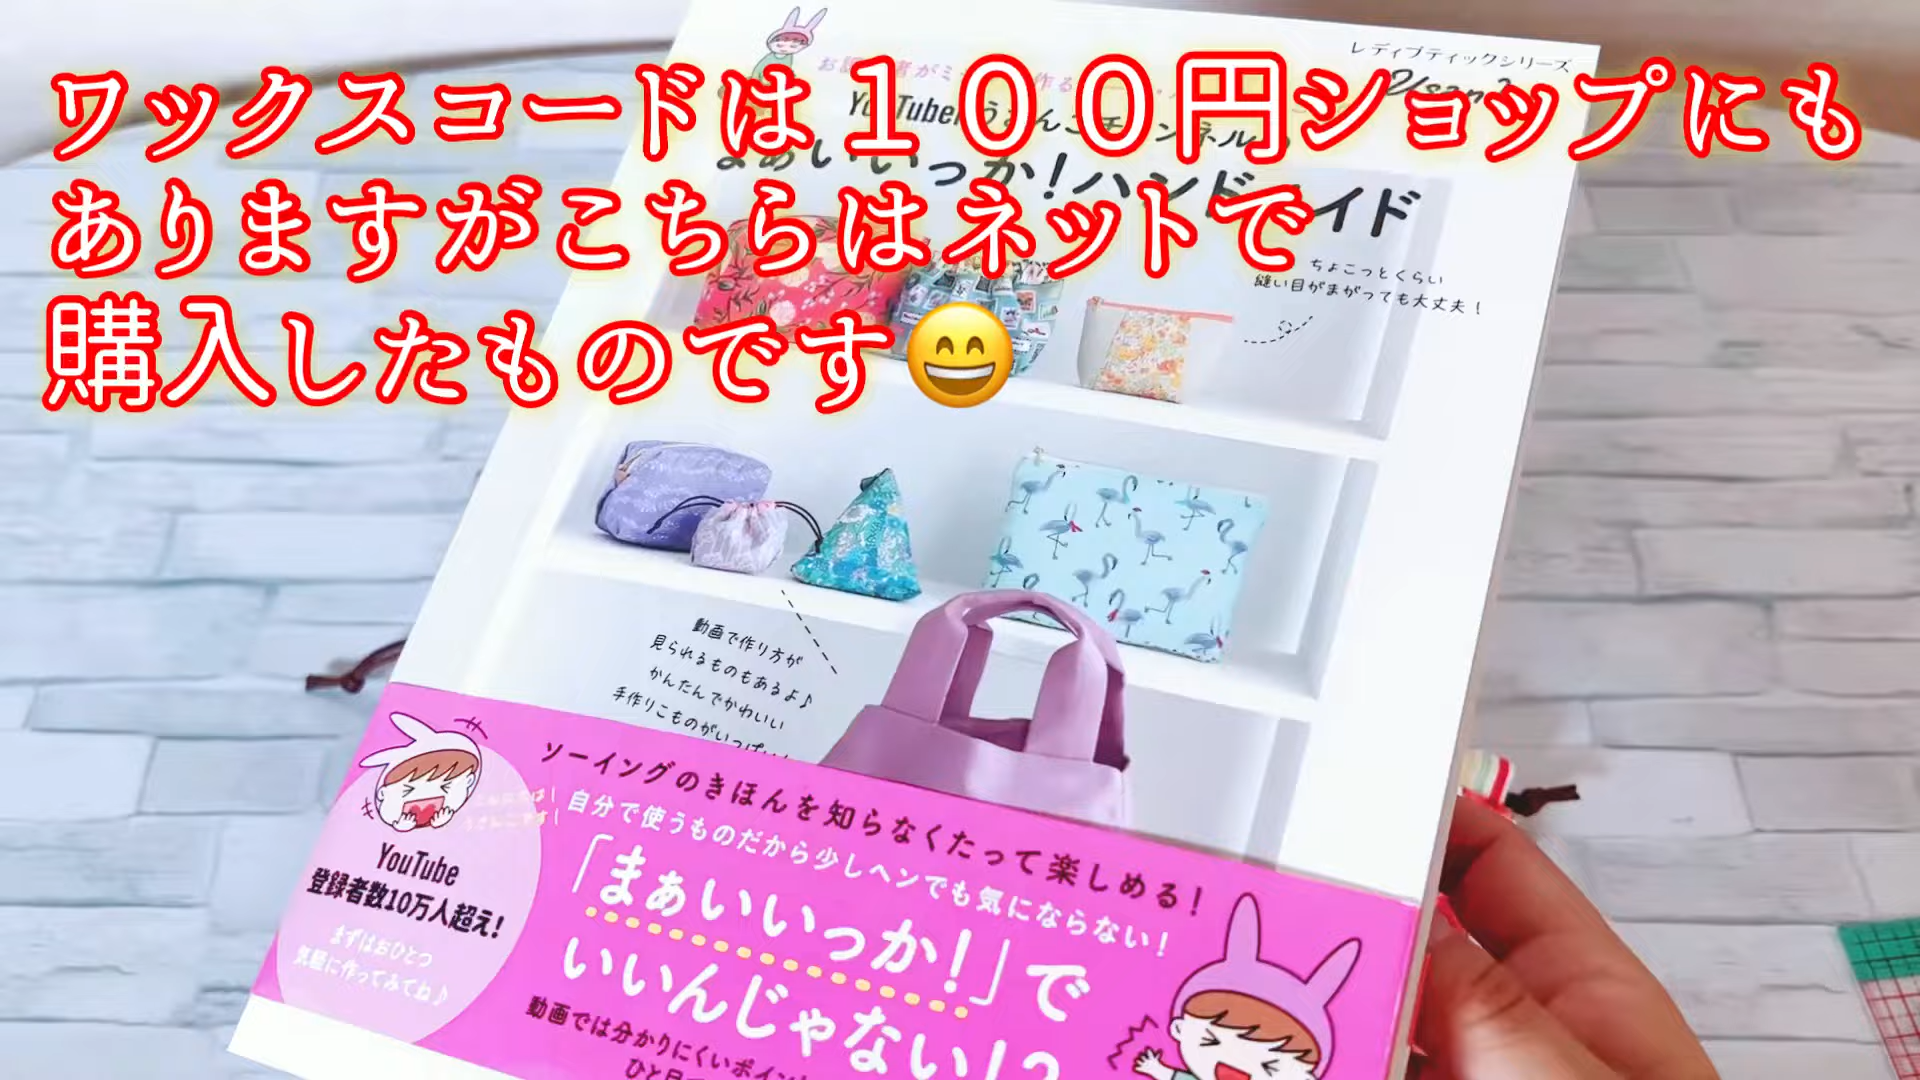 ワックスコードは１００円ショップにも
ありますがこちらはネットで
購入したものです😄
レディブティックシリーズ
ハンドメイド
ちょこっとくらい
縫い目がまがっても大丈夫！
動画で作り方が
見られるものもあるよ♪
かんたんでかわいい
手作りこものがいっぱい
ソーイングのきほんを知らなくたって楽しめる！
自分で使うものだから少しヘンでも気にならない！
「まぁいいっか！」で
いいんじゃない！？
YouTube
登録者数10万人超え！
まずはおひとつ
気軽に作ってみてね♪
動画では分かりにくいポイン
ひと目